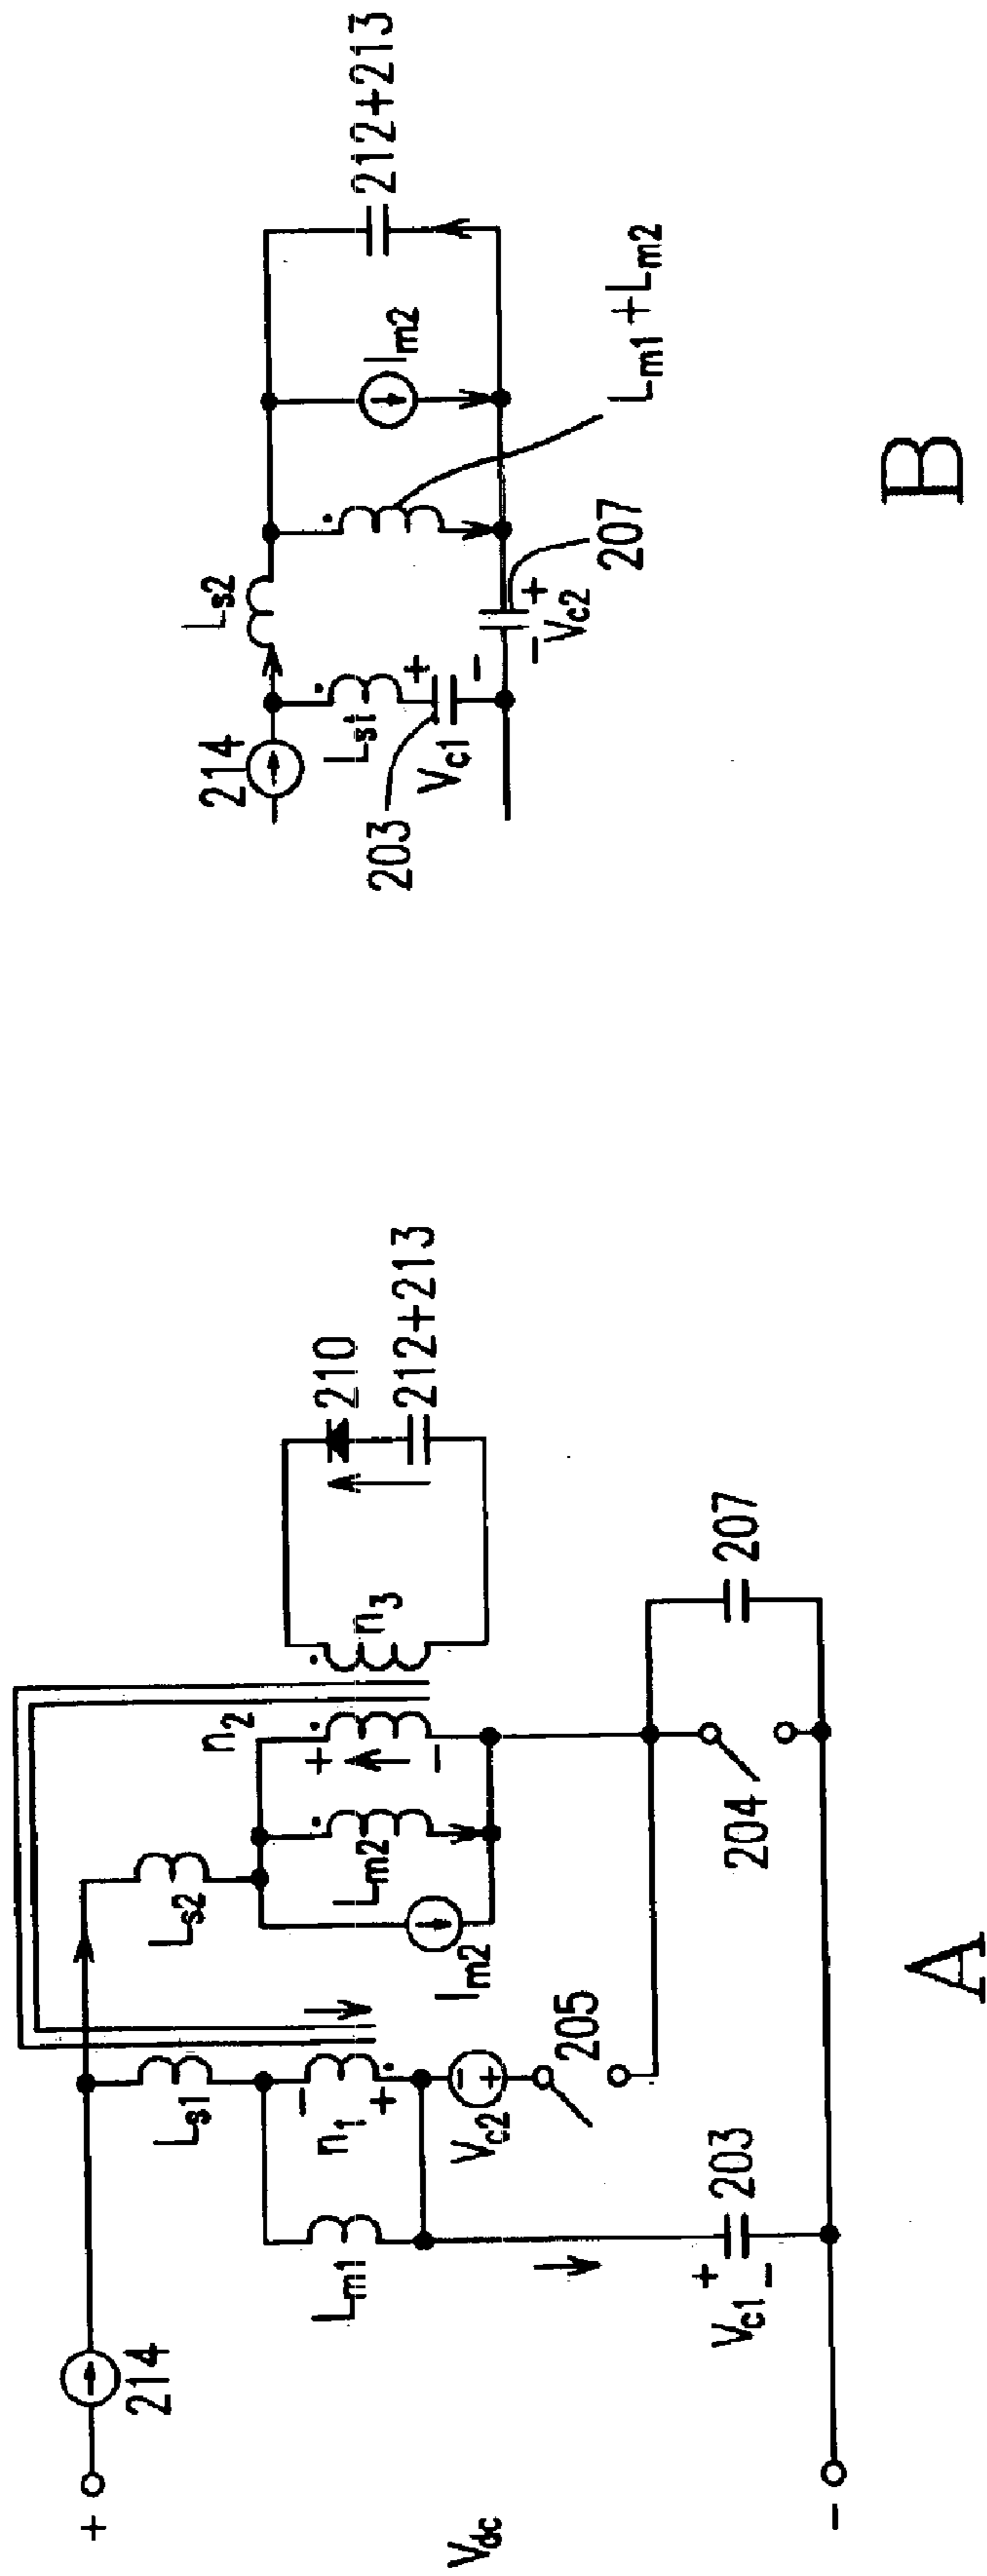 +
214
Vdc
-
Ls1
Ls2
Lm1
n1
-
+
Vc2
-
+
205
Im2
Lm2
n2
+
-
n3
210
212+213
Vc1
+
-
203
204
207
A
214
Ls2
Ls1
203
Vc1
+
-
-
+
Vc2
207
Im2
212+213
Lm1+Lm2
B